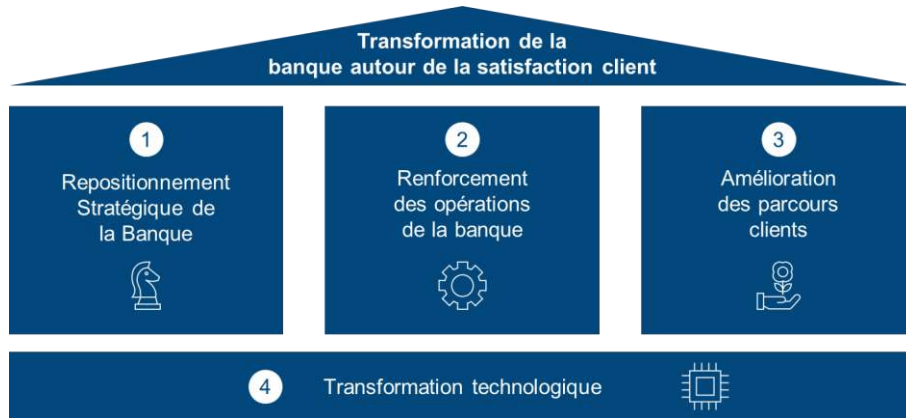 Transformation de la
banque autour de la satisfaction client
1
Repositionnement
Stratégique de
la Banque
2
Renforcement
des opérations
de la banque
3
Amélioration
des parcours
clients
4 Transformation technologique